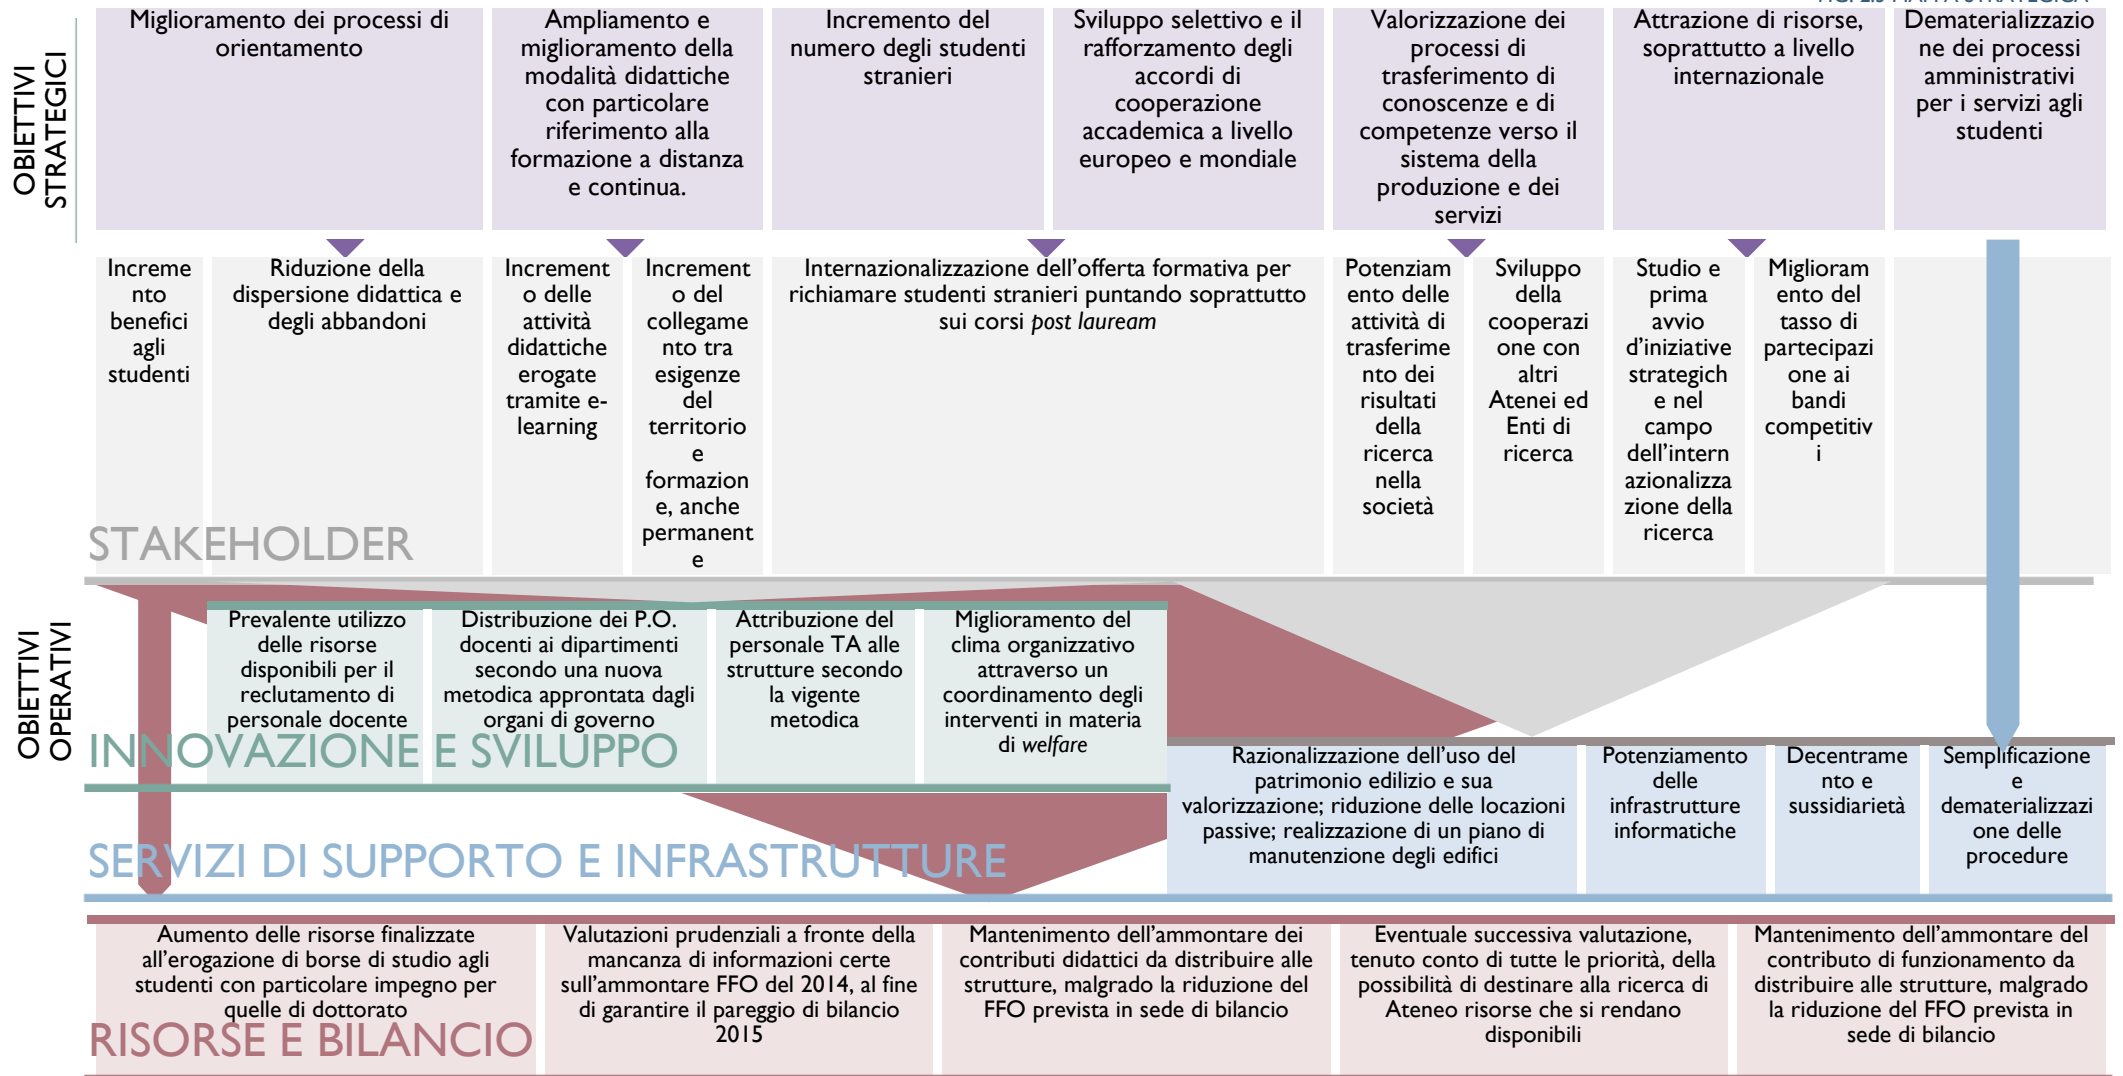 Miglioramento dei processi di
orientamento
Ampliamento e
miglioramento della
modalità didattiche
con particolare
riferimento alla
formazione a distanza
e continua.
Incremento del
numero degli studenti
stranieri
Sviluppo selettivo e il
rafforzamento degli
accordi di
cooperazione
accademica a livello
europeo e mondiale
Valorizzazione dei
processi di
trasferimento di
conoscenze e di
competenze verso il
sistema della
produzione e dei
servizi
Attrazione di risorse,
soprattutto a livello
internazionale
Dematerializzazio
ne dei processi
amministrativi
per i servizi agli
studenti
OBIETTIVI
STRATEGICI
Increme
nto
benefici
agli
studenti
Riduzione della
dispersione didattica e
degli abbandoni
Increment
o delle
attività
didattiche
erogate
tramite e-
learning
Increment
o del
collegame
nto tra
esigenze
del
territorio
e
formazion
e, anche
permanent
e
Internazionalizzazione dell’offerta formativa per
richiamare studenti stranieri puntando soprattutto
sui corsi post lauream
Potenziam
ento delle
attività di
trasferime
nto dei
risultati
della
ricerca
nella
società
Sviluppo
della
cooperazi
one con
altri
Atenei ed
Enti di
ricerca
Studio e
prima
avvio
d’iniziative
strategich
e nel
campo
dell’intern
azionalizza
zione della
ricerca
Miglioram
ento del
tasso di
partecipazi
one ai
bandi
competitiv
i
STAKEHOLDER
OBIETTIVI
OPERATIVI
Prevalente utilizzo
delle risorse
disponibili per il
reclutamento di
personale docente
Distribuzione dei P.O.
docenti ai dipartimenti
secondo una nuova
metodica approntata dagli
organi di governo
Attribuzione del
personale TA alle
strutture secondo
la vigente
metodica
Miglioramento del
clima organizzativo
attraverso un
coordinamento degli
interventi in materia
di welfare
INNOVAZIONE E SVILUPPO
Razionalizzazione dell’uso del
patrimonio edilizio e sua
valorizzazione; riduzione delle locazioni
passive; realizzazione di un piano di
manutenzione degli edifici
Potenziamento
delle
infrastrutture
informatiche
Decentrame
nto e
sussidiarietà
Semplificazione
e
dematerializzazi
one delle
procedure
SERVIZI DI SUPPORTO E INFRASTRUTTURE
Aumento delle risorse finalizzate
all’erogazione di borse di studio agli
studenti con particolare impegno per
quelle di dottorato
Valutazioni prudenziali a fronte della
mancanza di informazioni certe
sull’ammontare FFO del 2014, al fine
di garantire il pareggio di bilancio
2015
Mantenimento dell’ammontare dei
contributi didattici da distribuire alle
strutture, malgrado la riduzione del
FFO prevista in sede di bilancio
Eventuale successiva valutazione,
tenuto conto di tutte le priorità, della
possibilità di destinare alla ricerca di
Ateneo risorse che si rendano
disponibili
Mantenimento dell’ammontare del
contributo di funzionamento da
distribuire alle strutture, malgrado
la riduzione del FFO prevista in
sede di bilancio
RISORSE E BILANCIO